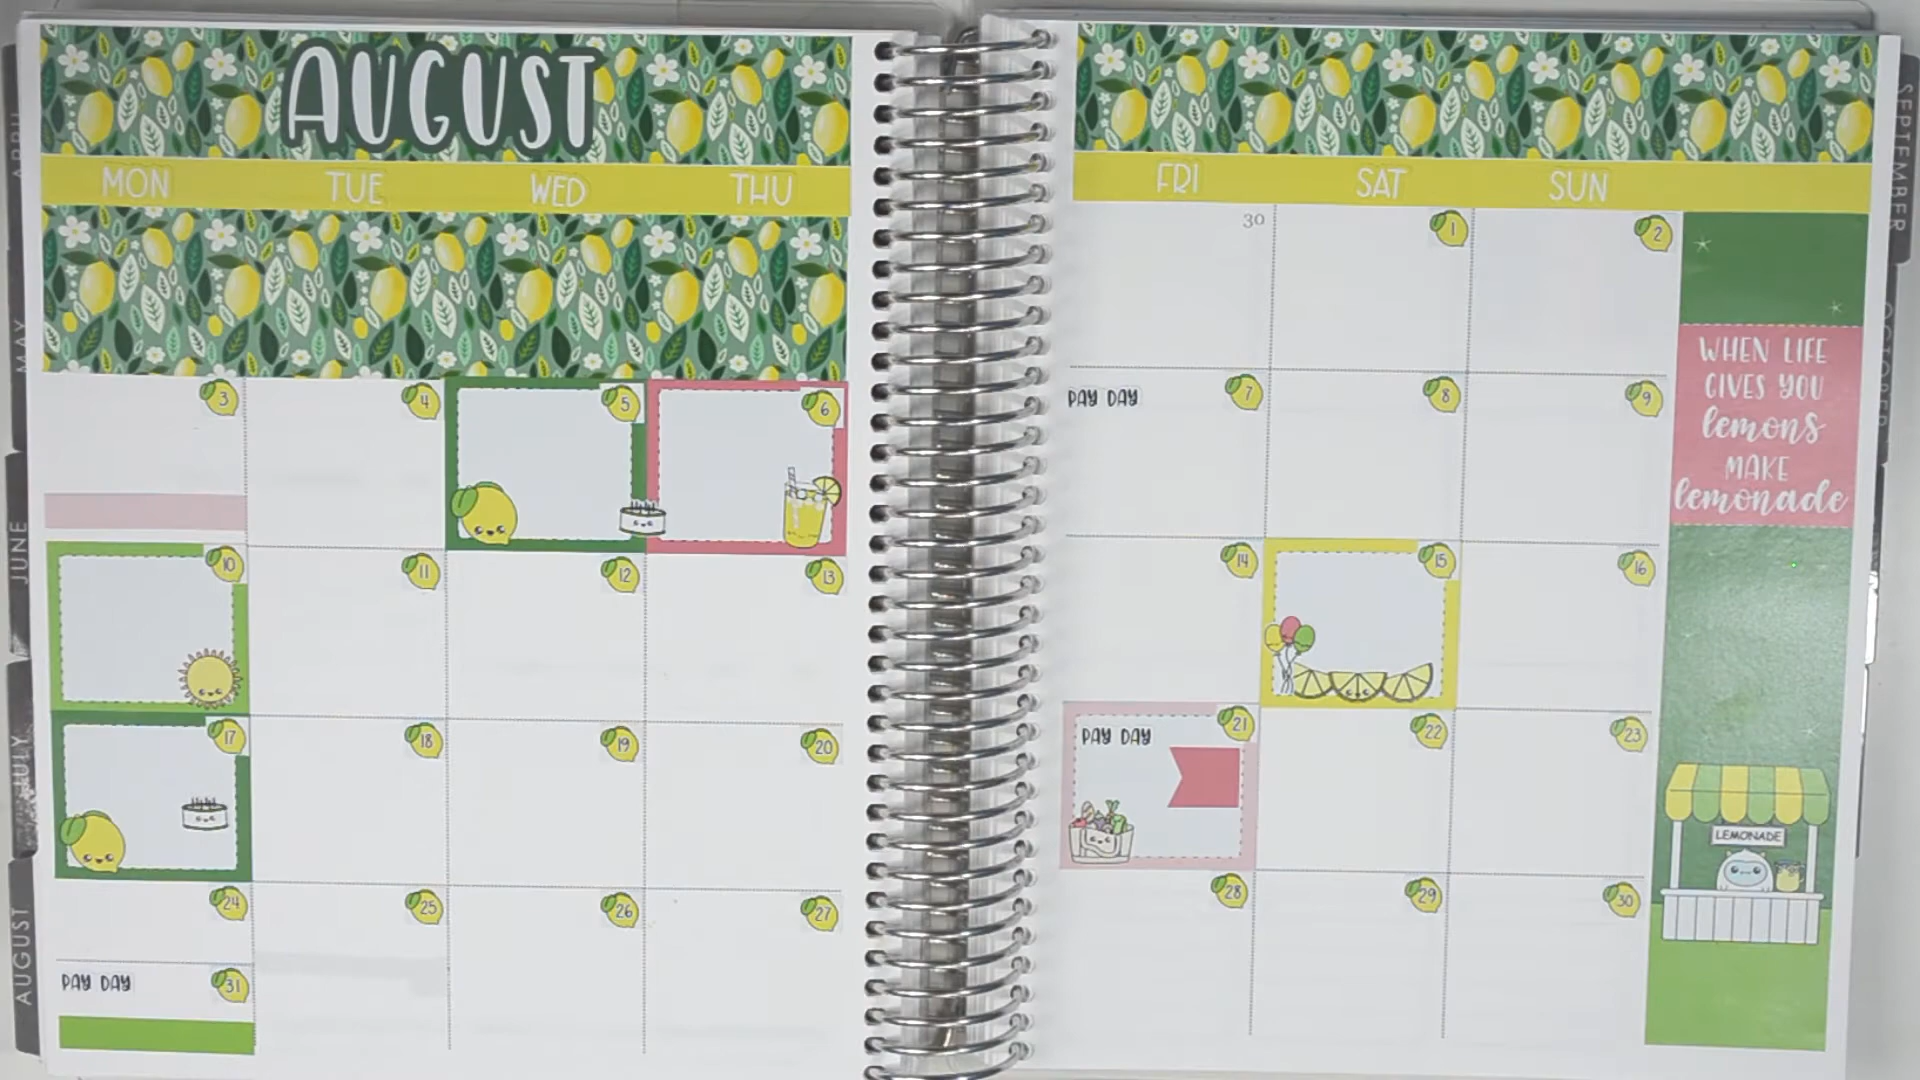 AUGUST
MON TUE WED THU
FRI SAT SUN
30 1 2
3 4 5 6
PAY DAY 7 8 9
10 11 12 13
14 15 16
17 18 19 20
PAY DAY 21 22 23
24 25 26 27
28 29 30
PAY DAY 31
WHEN LIFE
GIVES YOU
lemons
MAKE
lemonade
LEMONADE
APRIL
MAY
JUNE
JULY
AUGUST
SEPTEMBER
OCTOBER